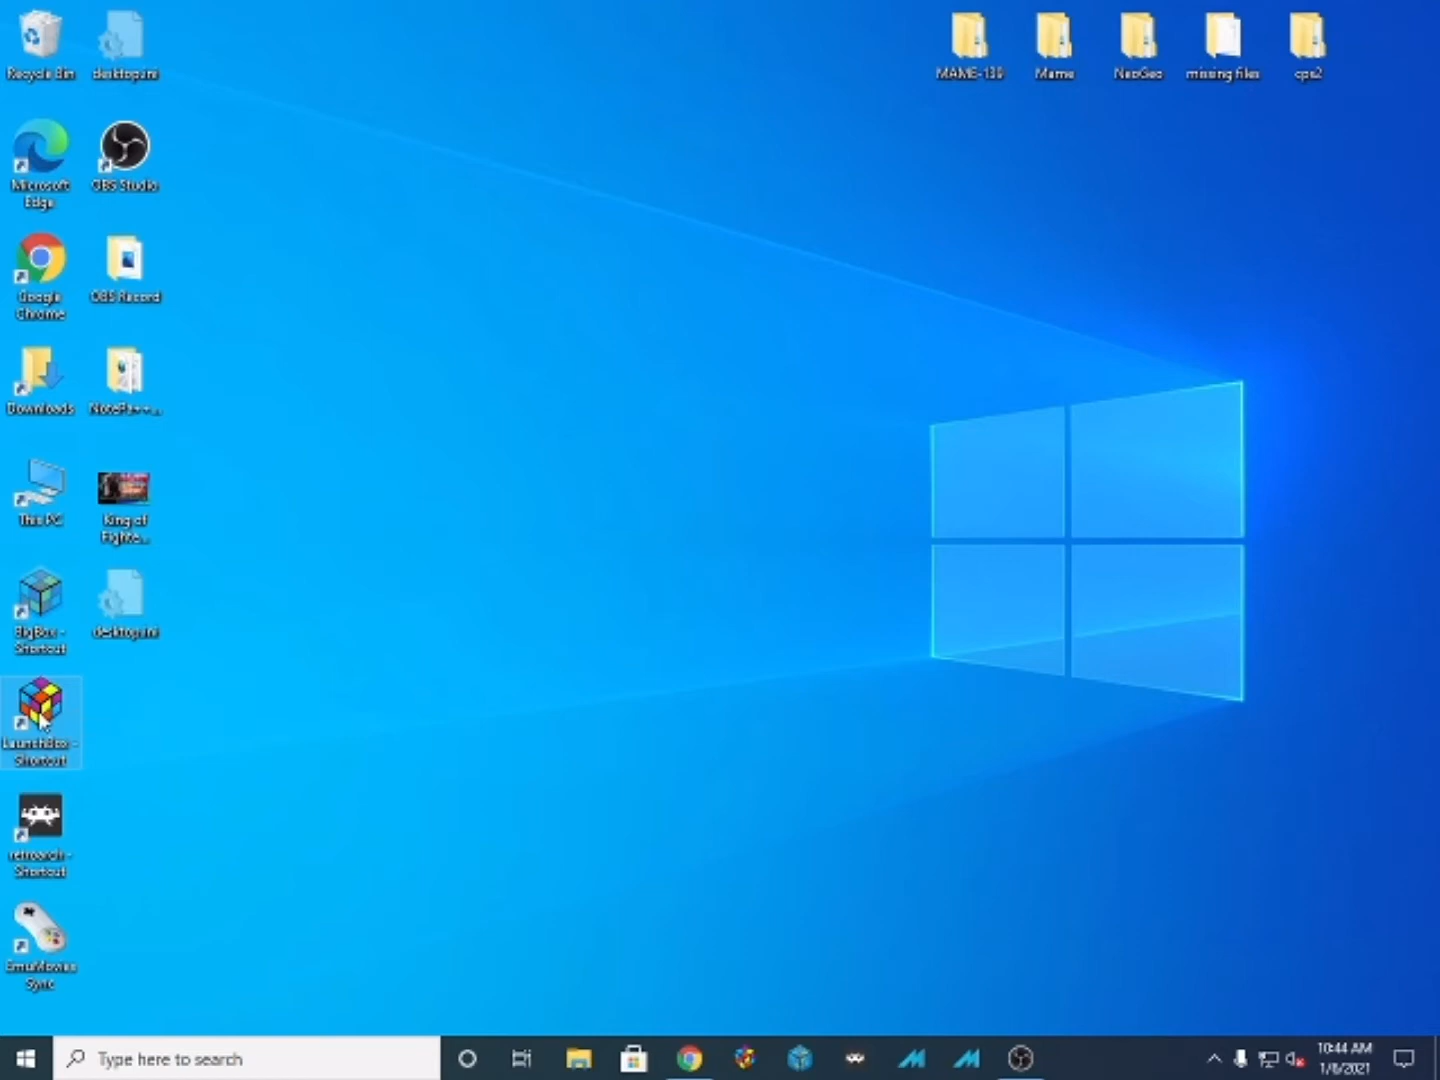 Recycle Bin
desktop.ini
MAME-139
Mame
NeoGeo
missing files
cps2
Microsoft
Edge
OBS Studio
Google
Chrome
OBS Record
Downloads
NotePa++...
This PC
King of
Fighte...
BigBox -
Shortcut
desktop.ini
LaunchBox -
Shortcut
retroarch -
Shortcut
EmuMovies
Sync
Type here to search
10:44 AM
1/8/2021